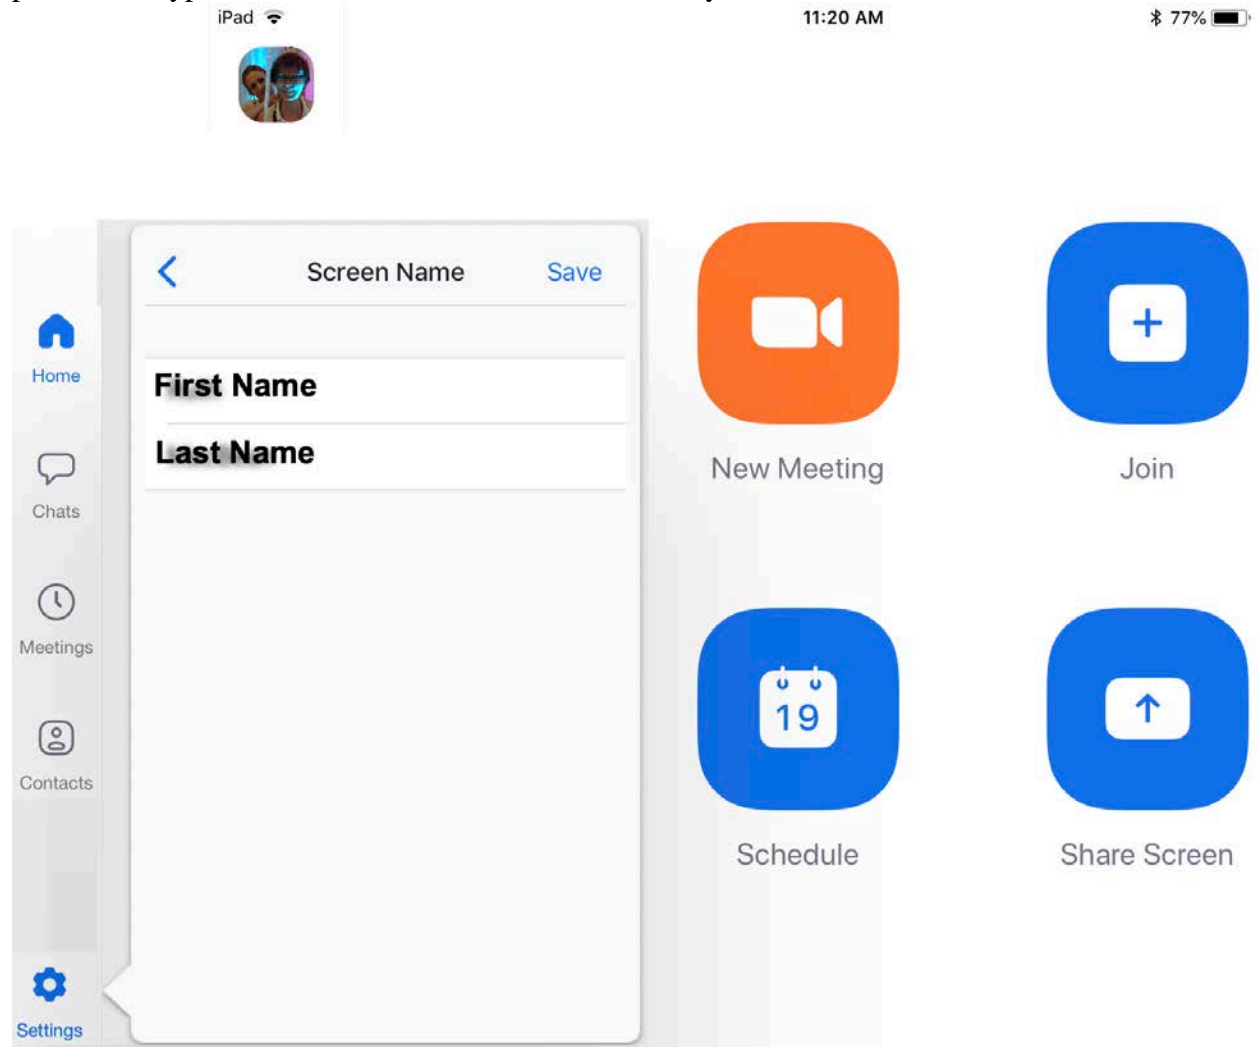 iPad 11:20 AM 77%
Screen Name Save
Home
First Name
Last Name
New Meeting Join
Chats
Meetings
19
Contacts
Schedule Share Screen
Settings